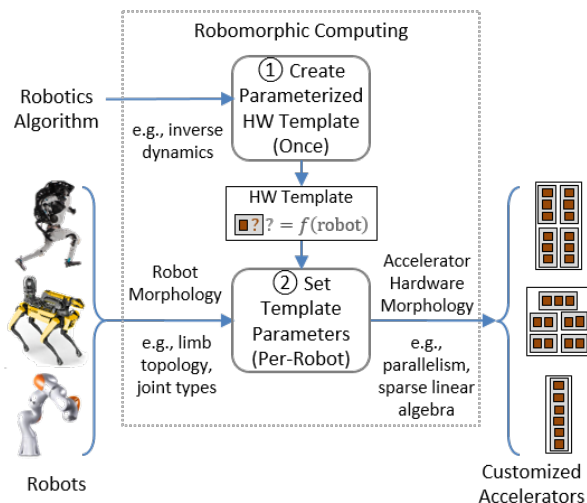 Robomorphic Computing
Robotics
Algorithm
e.g., inverse
dynamics
① Create
Parameterized
HW Template
(Once)
HW Template
? ? = f(robot)
Robot
Morphology
e.g., limb
topology,
joint types
② Set
Template
Parameters
(Per-Robot)
Accelerator
Hardware
Morphology
e.g.,
parallelism,
sparse linear
algebra
Robots
Customized
Accelerators